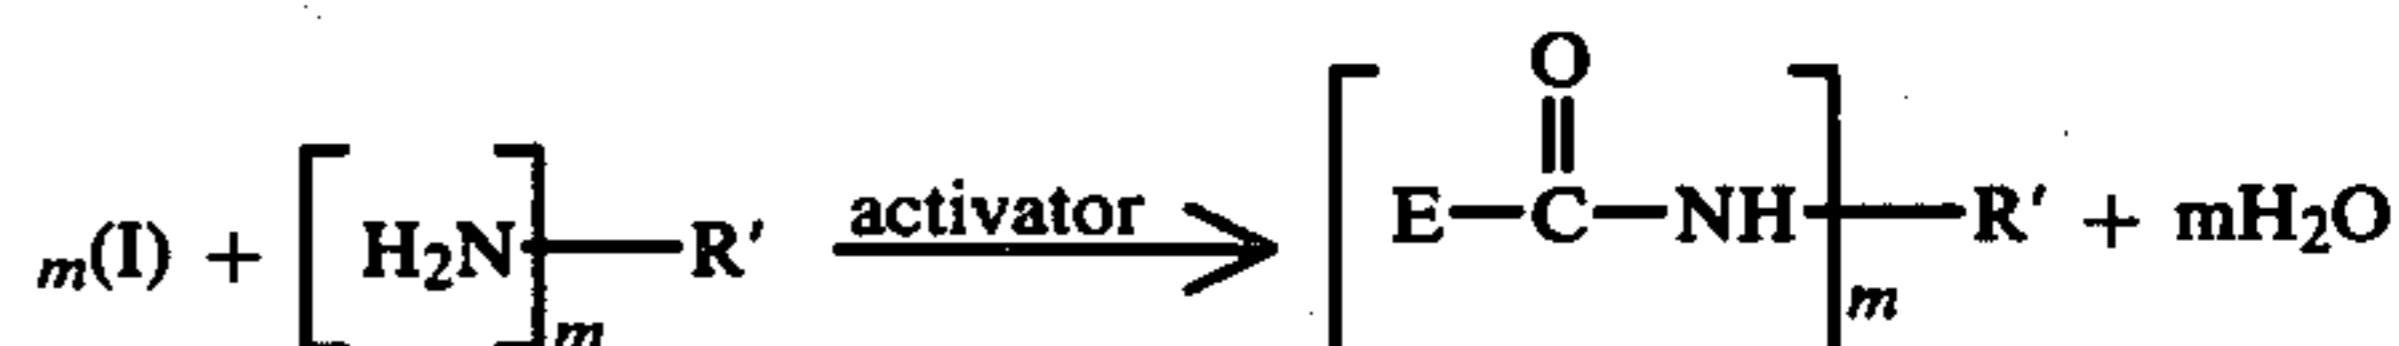 O
m(I) + [H2N]m—R' activator [E—C—NH]m—R' + mH2O